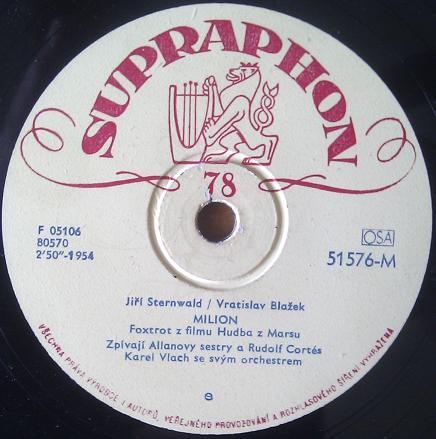 SUPRAPHON
78
F 05106
80570
2'50"-1954
OSA
51576-M
Jiří Sternwald / Vratislav Blažek
MILION
Foxtrot z filmu Hudba z Marsu
Zpívají Allanovy sestry a Rudolf Cortés
Karel Vlach se svým orchestrem
VŠECHNA PRÁVA VÝROBCE I AUTORŮ, VEŘEJNÉHO PROVOZOVÁNÍ A ROZHLASOVÉHO ŠÍŘENÍ VYHRAŽENA